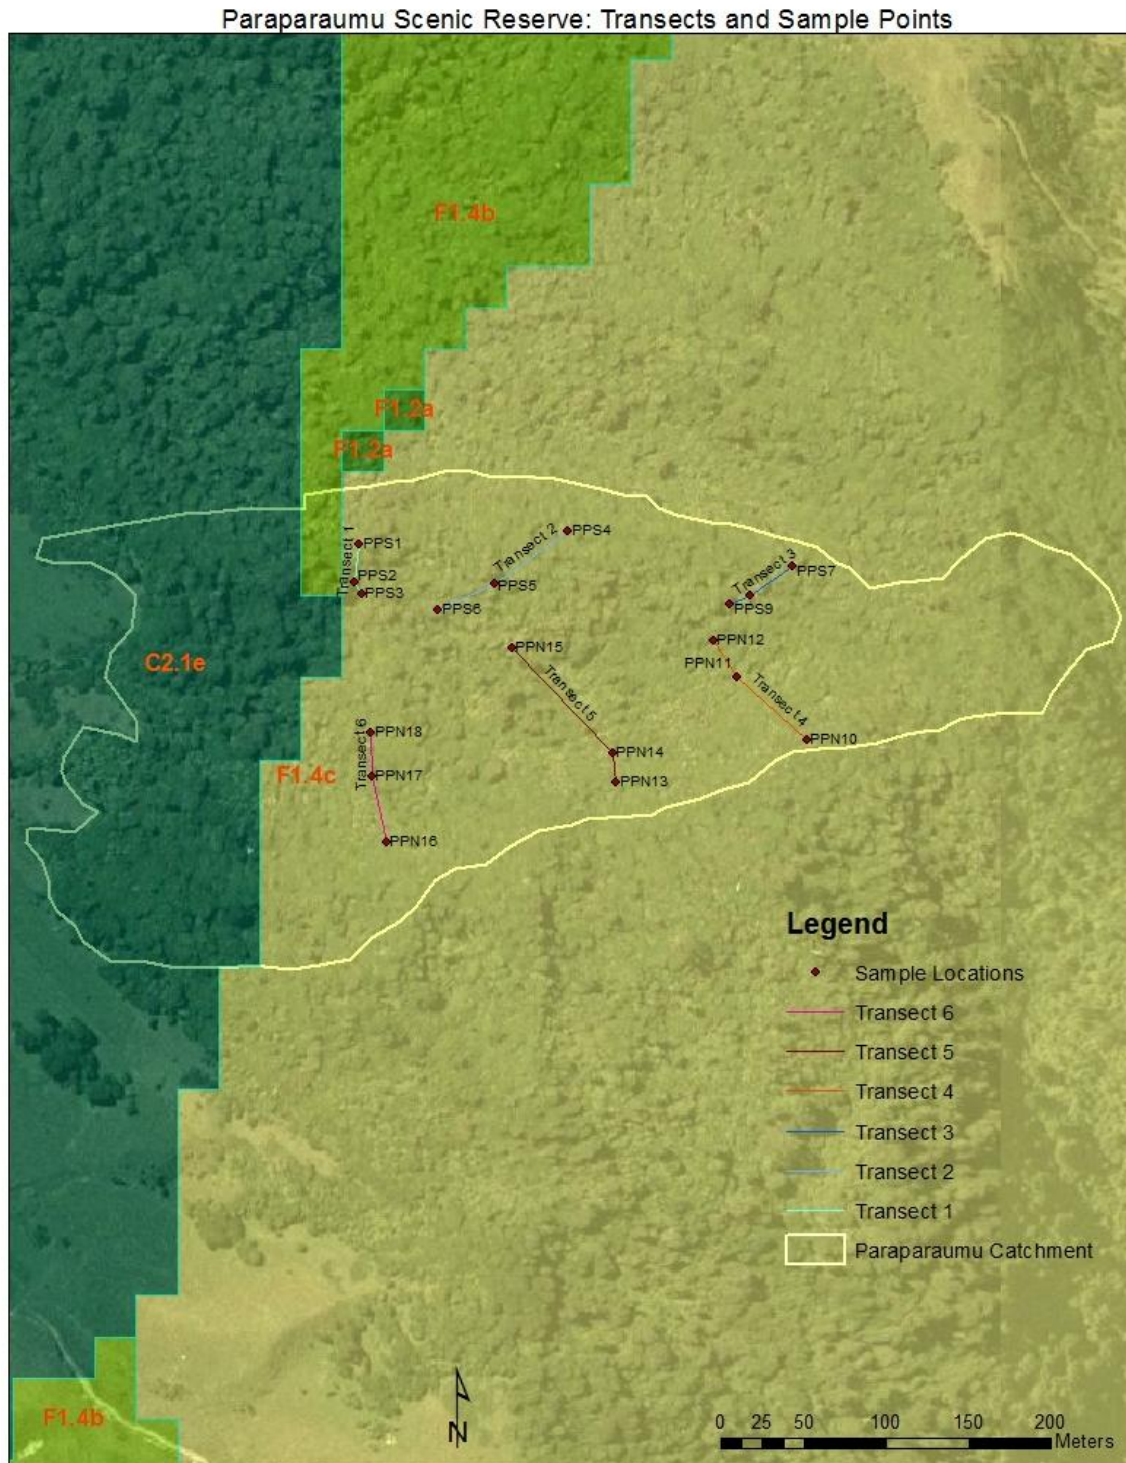 Paraparaumu Scenic Reserve: Transects and Sample Points
F1.4b
F1.2a
F1.2a
Transect 1
PPS1
PPS2
PPS3
Transect 2
PPS4
PPS5
PPS6
Transect 3
PPS7
PPS9
PPN12
PPN11
Transect 4
PPN10
PPN15
Transect 5
PPN14
PPN13
C2.1e
Transect 6
PPN18
PPN17
PPN16
F1.4c
Legend
Sample Locations
Transect 6
Transect 5
Transect 4
Transect 3
Transect 2
Transect 1
Paraparaumu Catchment
F1.4b
N
0 25 50 100 150 200
Meters